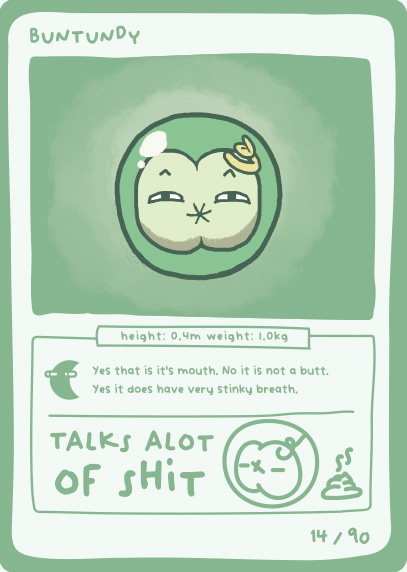 BUNTUNDY
height: 0.4m weight: 1.0kg
Yes that is it's mouth. No it is not a butt.
Yes it does have very stinky breath.
TALKS ALOT
OF SHiT
14 / 90